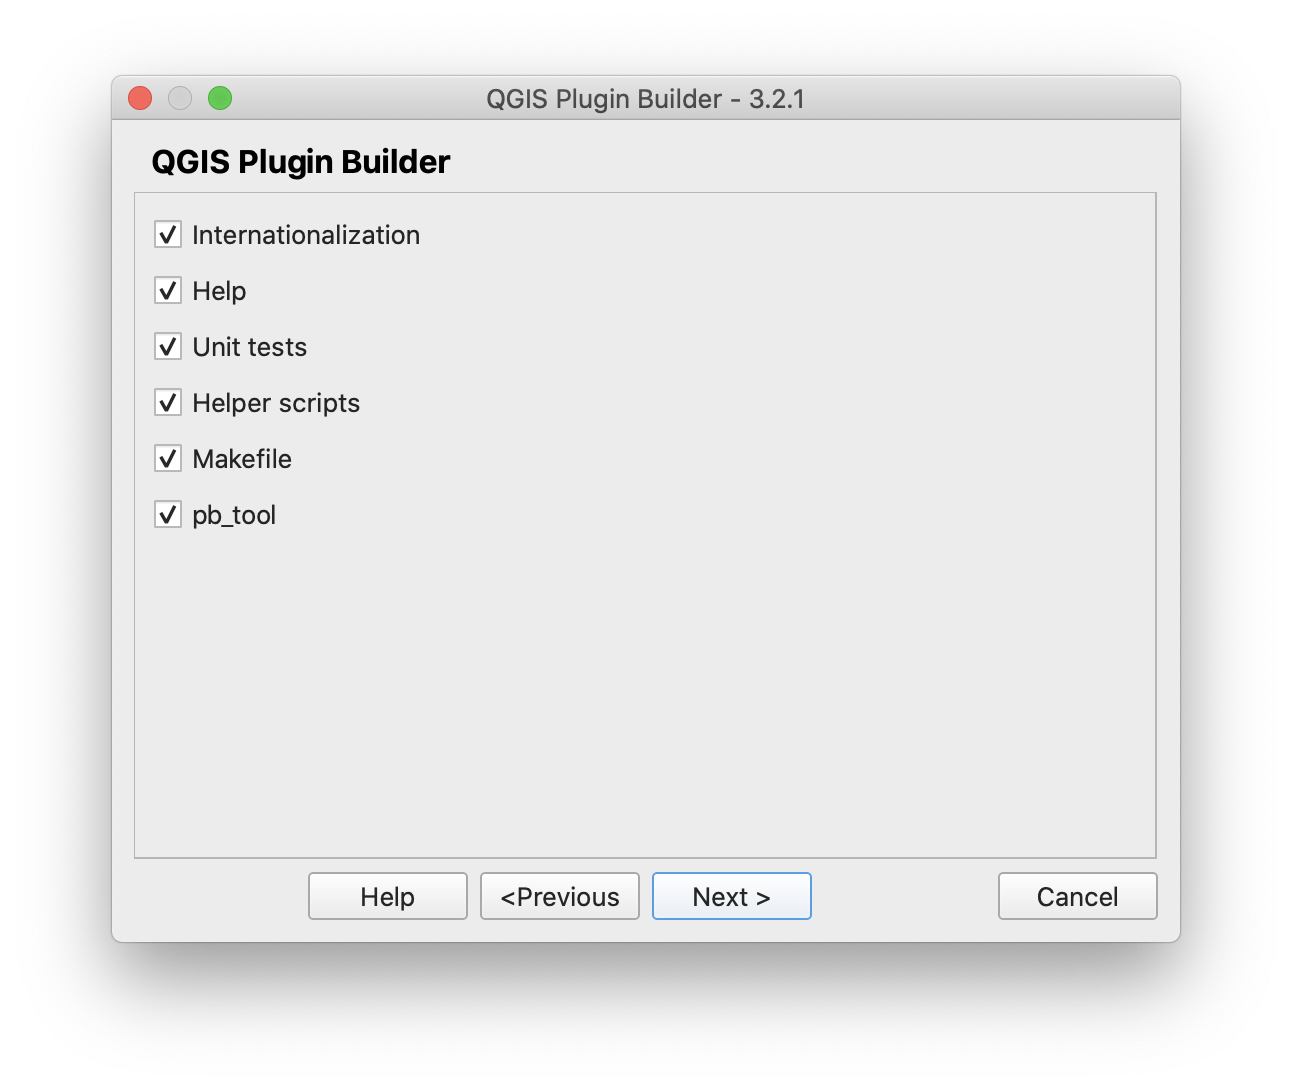 QGIS Plugin Builder - 3.2.1
QGIS Plugin Builder
Internationalization
Help
Unit tests
Helper scripts
Makefile
pb_tool
Help
<Previous
Next >
Cancel